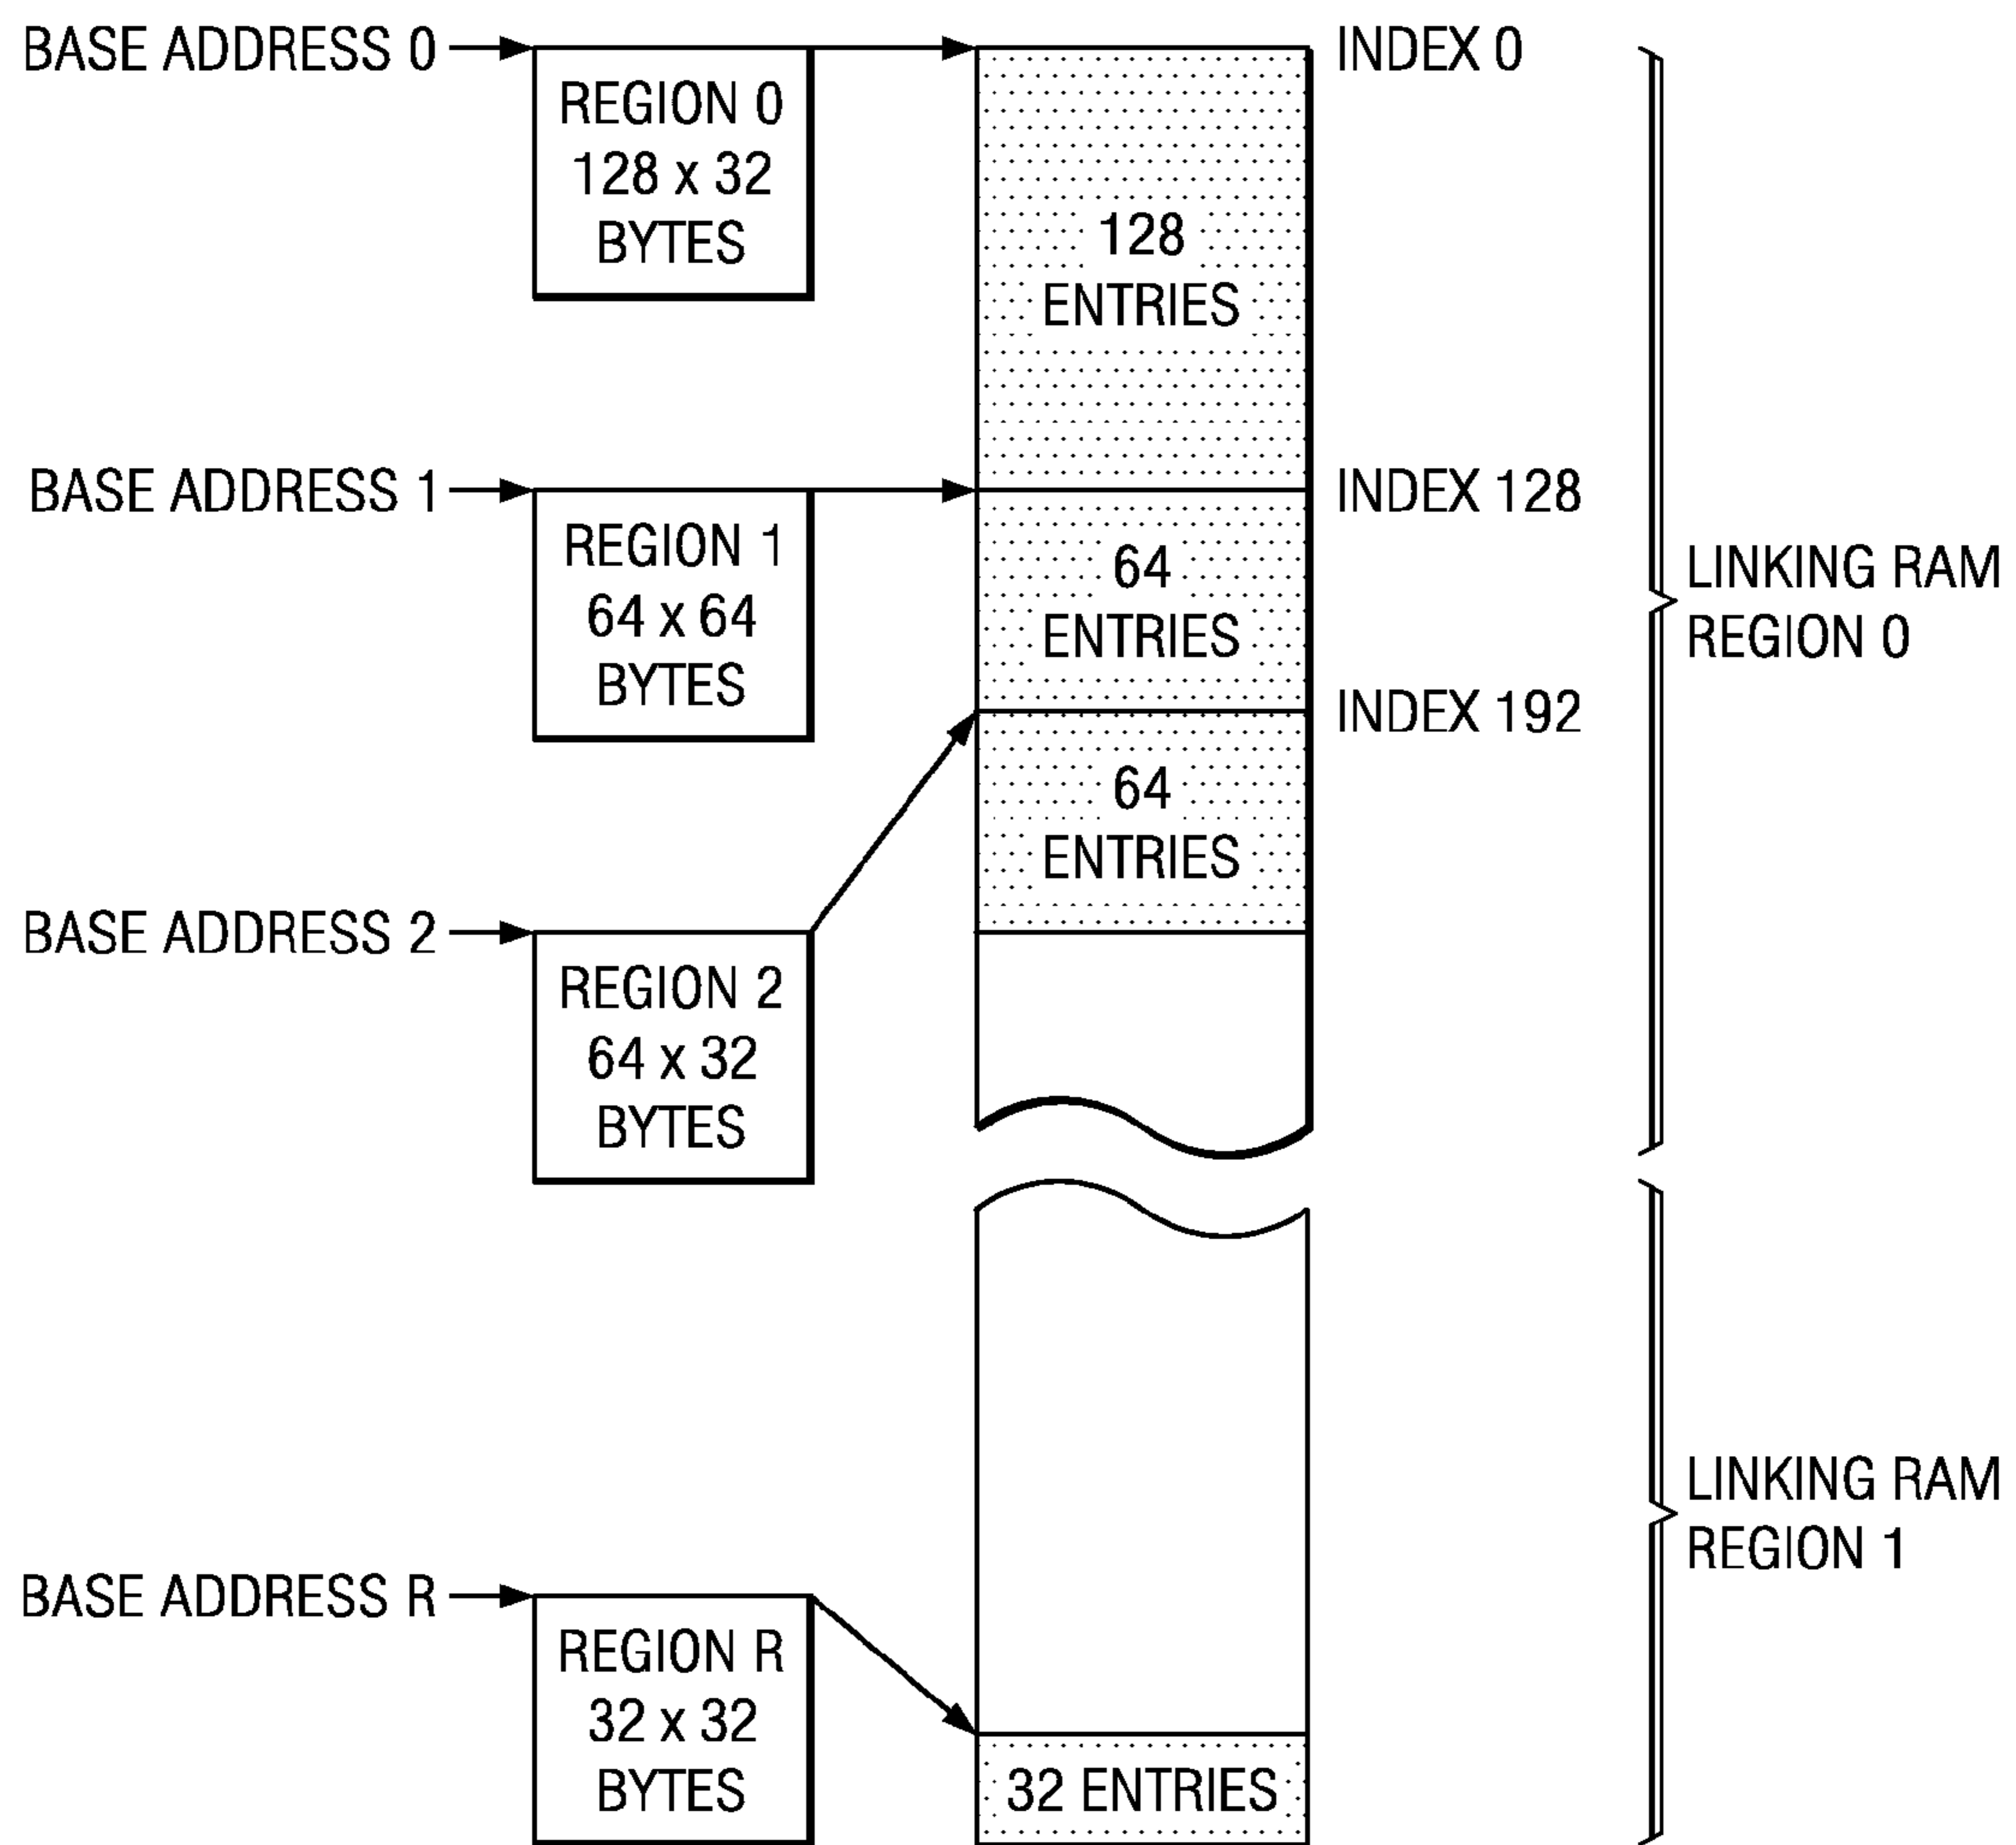 BASE ADDRESS 0
INDEX 0
REGION 0
128 x 32
BYTES
128
ENTRIES
BASE ADDRESS 1
INDEX 128
REGION 1
64 x 64
BYTES
64
ENTRIES
LINKING RAM
REGION 0
INDEX 192
64
ENTRIES
BASE ADDRESS 2
REGION 2
64 x 32
BYTES
LINKING RAM
REGION 1
BASE ADDRESS R
REGION R
32 x 32
BYTES
32 ENTRIES